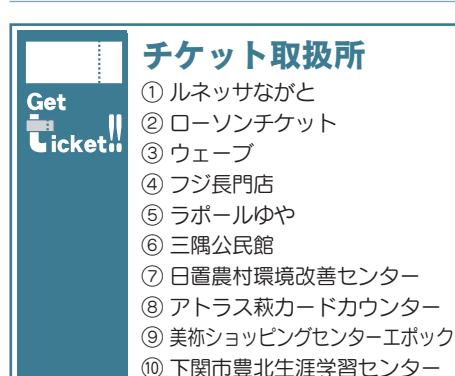 チケット取扱所
Get
ticket!!
① ルネッサながと
② ローソンチケット
③ ウェーブ
④ フジ長門店
⑤ ラポールゆや
⑥ 三隅公民館
⑦ 日置農村環境改善センター
⑧ アトラス萩カードカウンター
⑨ 美祢ショッピングセンターエポック
⑩ 下関市豊北生涯学習センター